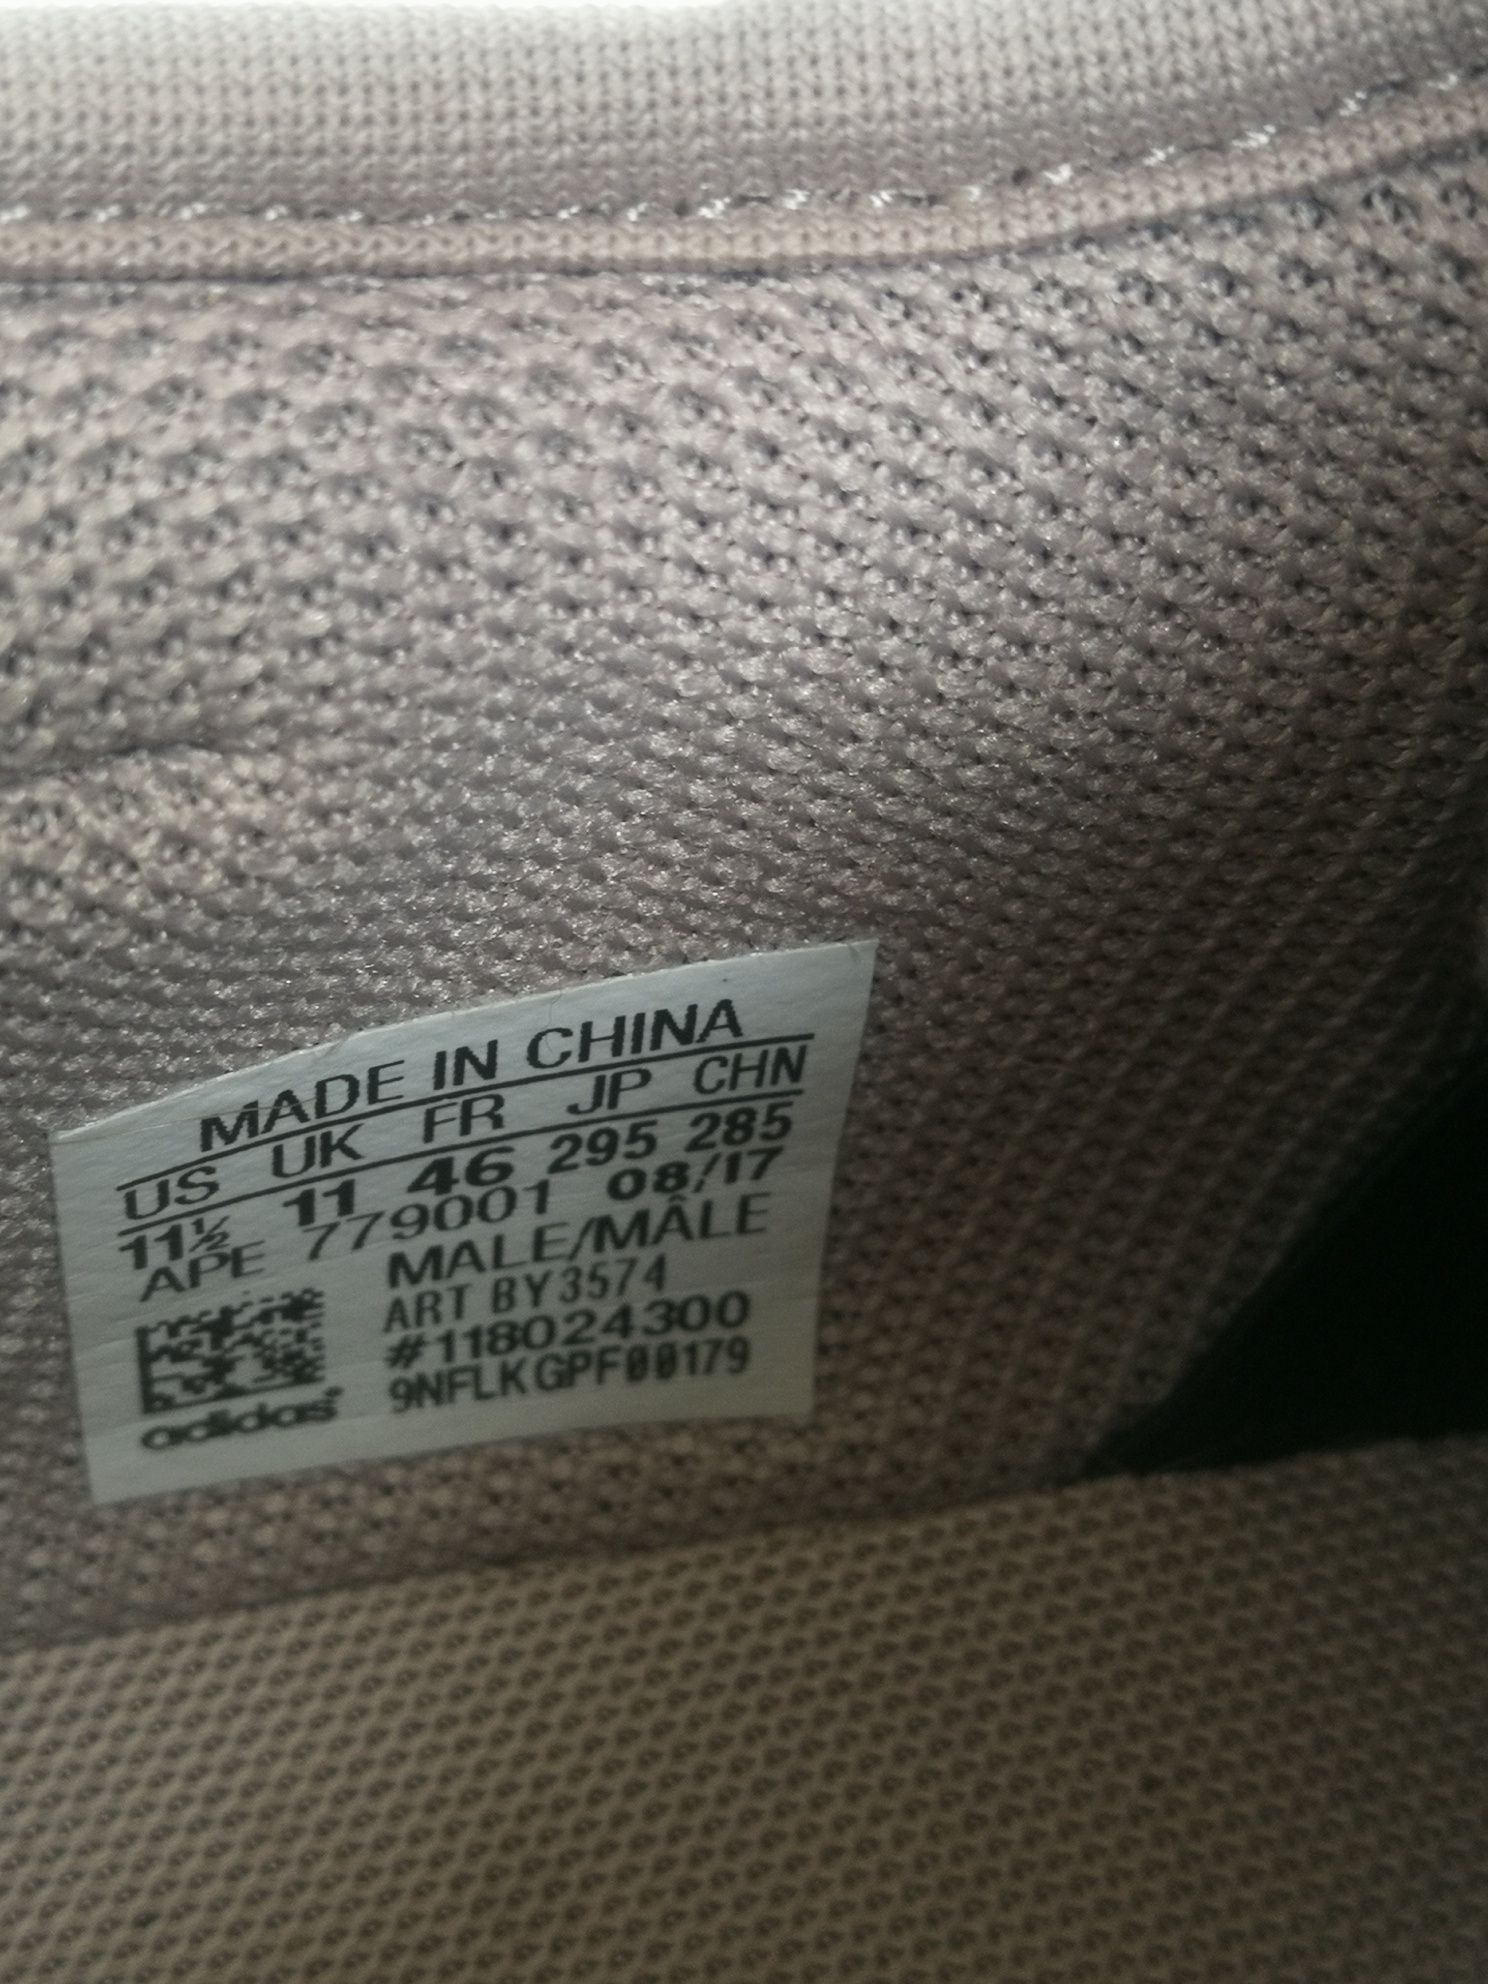 MADE IN CHINA
US UK FR JP CHN
11½ 11 46 295 285
APE 779001 08/17
MALE/MÂLE
ART BY3574
#118024300
9NFLKGPF00179
adidas